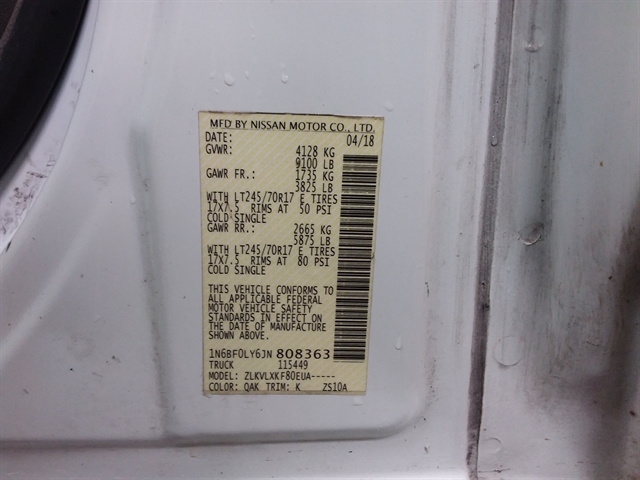 MFD BY NISSAN MOTOR CO., LTD.
DATE: 04/18
GVWR: 4128 KG
9100 LB
GAWR FR.: 1735 KG
3825 LB
WITH LT245/70R17 E TIRES
17X7.5 RIMS AT 50 PSI
COLD SINGLE
GAWR RR.: 2665 KG
5875 LB
WITH LT245/70R17 E TIRES
17X7.5 RIMS AT 80 PSI
COLD SINGLE
THIS VEHICLE CONFORMS TO
ALL APPLICABLE FEDERAL
MOTOR VEHICLE SAFETY
STANDARDS IN EFFECT ON
THE DATE OF MANUFACTURE.
1N6BF0LY6JN808363
TRUCK 115449
MODEL: ZLKVLXKF80EUA-----
COLOR: QAK TRIM: K ZS10A